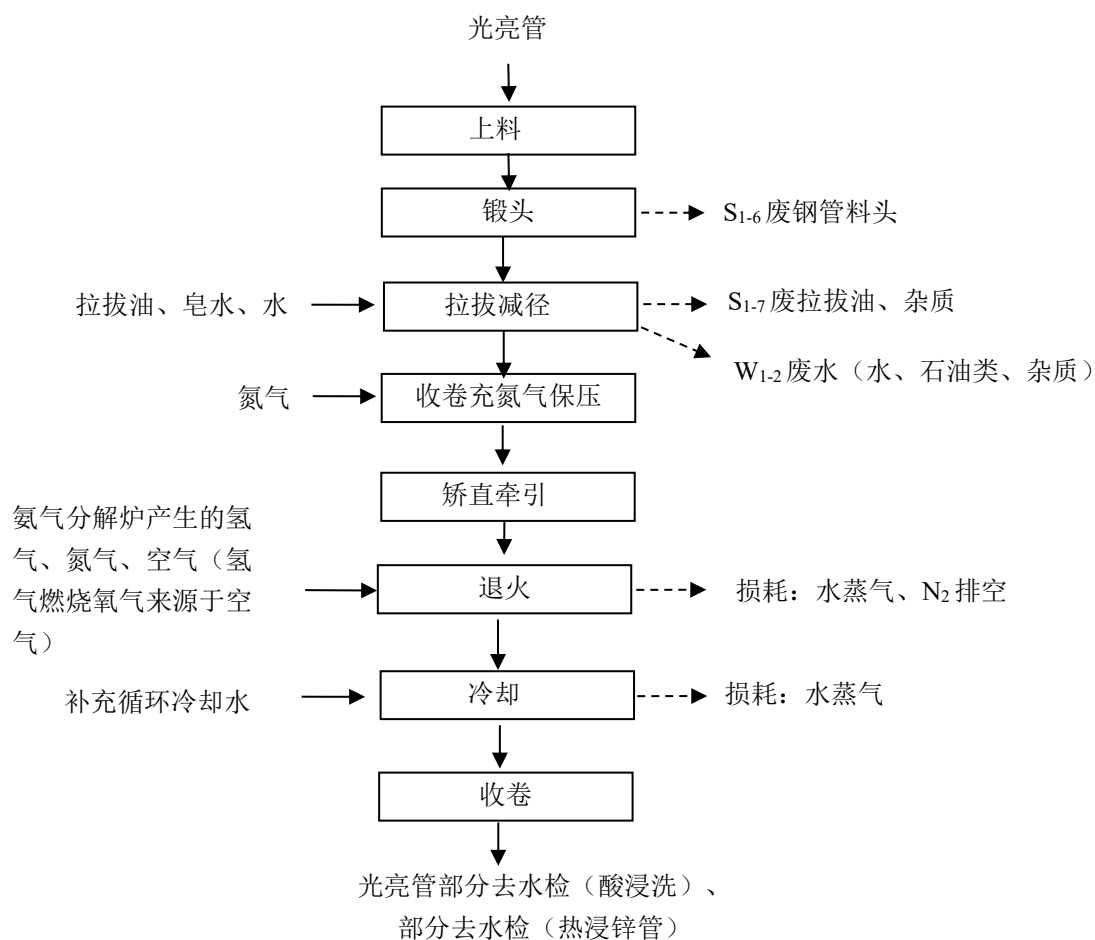 光亮管
上料
锻头
S1-6废钢管料头
拉拔油、皂水、水
拉拔减径
S1-7废拉拔油、杂质
W1-2废水（水、石油类、杂质）
氮气
收卷充氮气保压
矫直牵引
氨气分解炉产生的氢
气、氮气、空气（氢
气燃烧氧气来源于空
气）
退火
损耗：水蒸气、N2排空
补充循环冷却水
冷却
损耗：水蒸气
收卷
光亮管部分去水检（酸浸洗）、
部分去水检（热浸锌管）